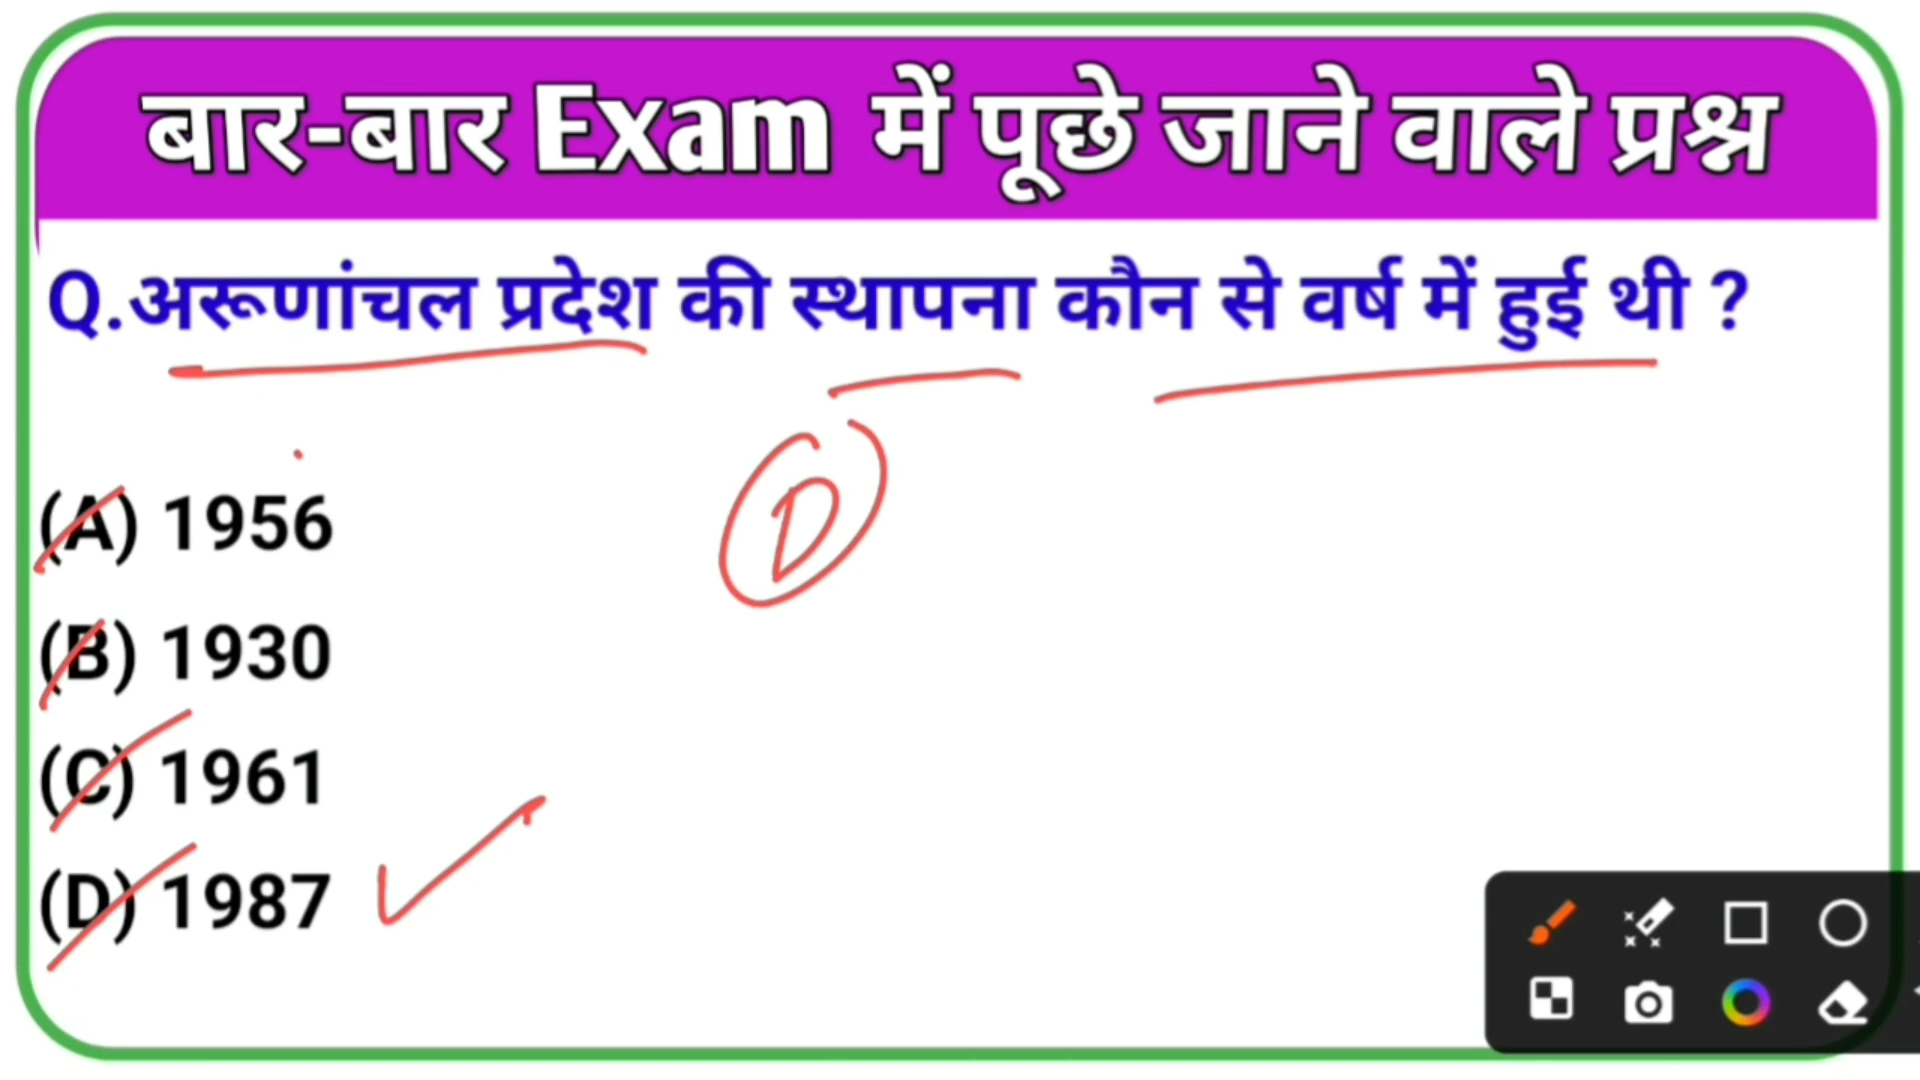 बार-बार Exam में पूछे जाने वाले प्रश्न
Q.अरूणांचल प्रदेश की स्थापना कौन से वर्ष में हुई थी ?
D
(A) 1956
(B) 1930
(C) 1961
(D) 1987